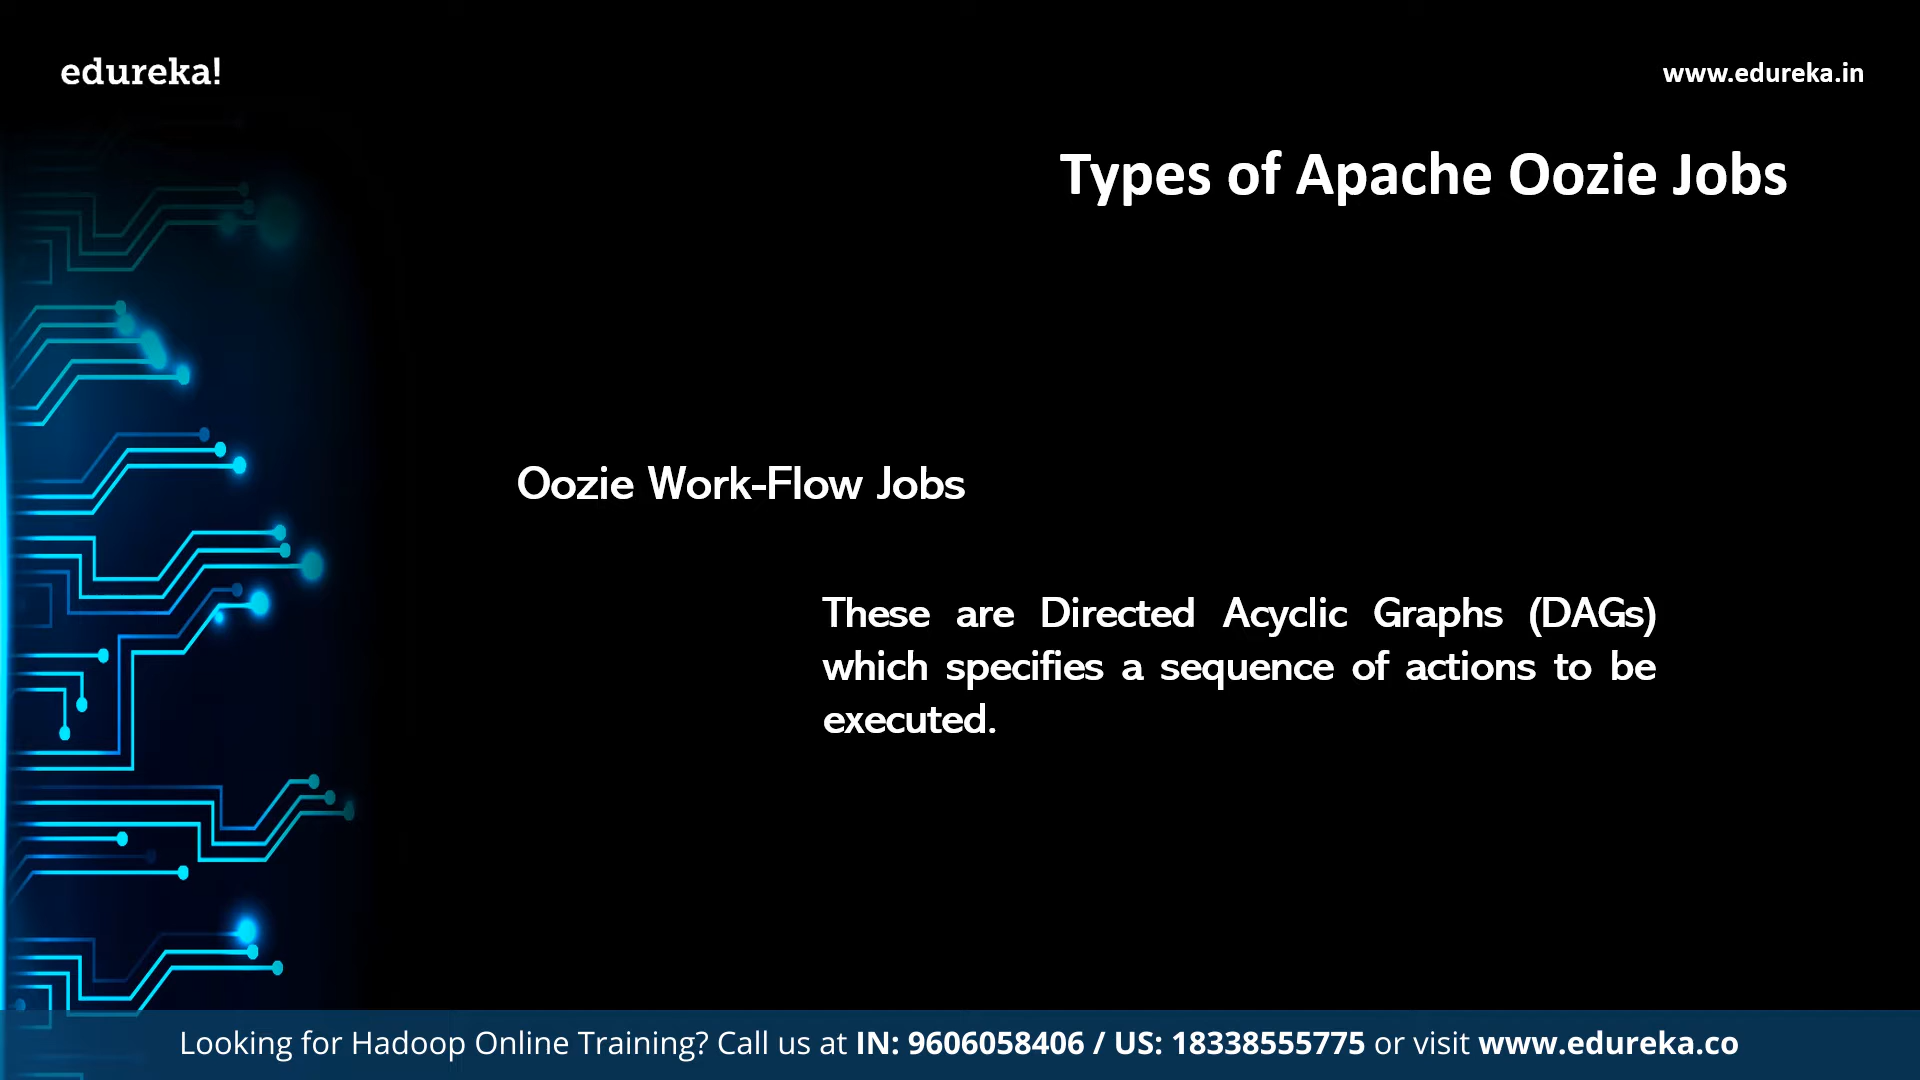 edureka!
www.edureka.in
Types of Apache Oozie Jobs
Oozie Work-Flow Jobs
These are Directed Acyclic Graphs (DAGs)
which specifies a sequence of actions to be
executed.
Looking for Hadoop Online Training? Call us at IN: 9606058406 / US: 18338555775 or visit www.edureka.co